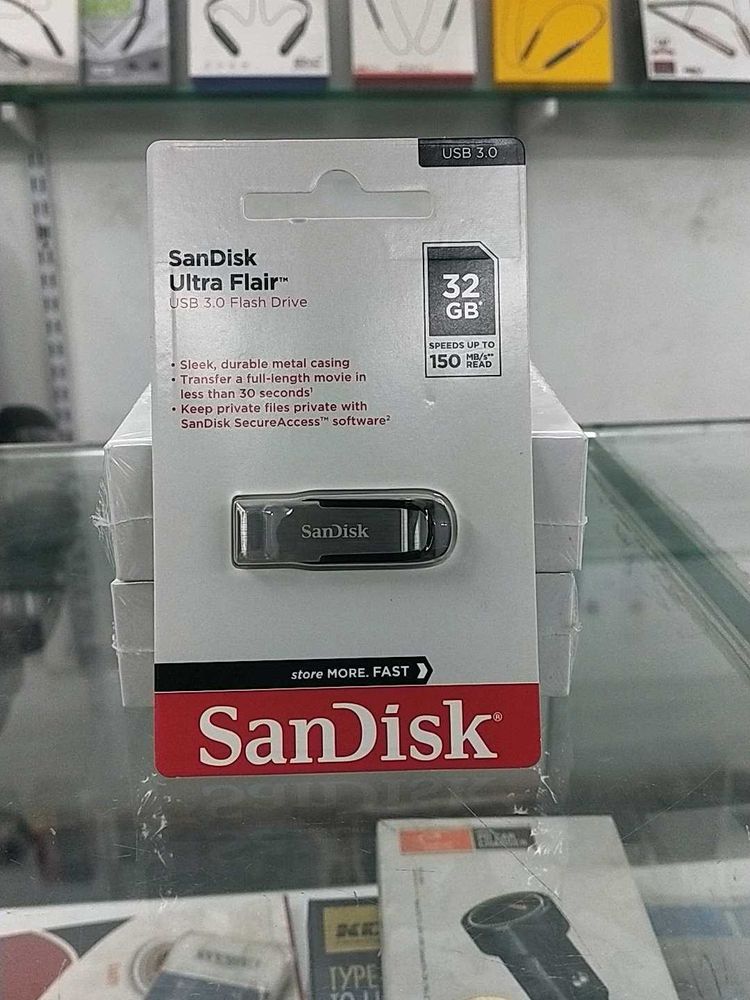 USB 3.0
SanDisk
Ultra Flair™
USB 3.0 Flash Drive
32
GB*
SPEEDS UP TO
150 MB/s** READ
• Sleek, durable metal casing
• Transfer a full-length movie in
less than 30 seconds¹
• Keep private files private with
SanDisk SecureAccess™ software²
SanDisk
store MORE. FAST
SanDisk®
TYPE